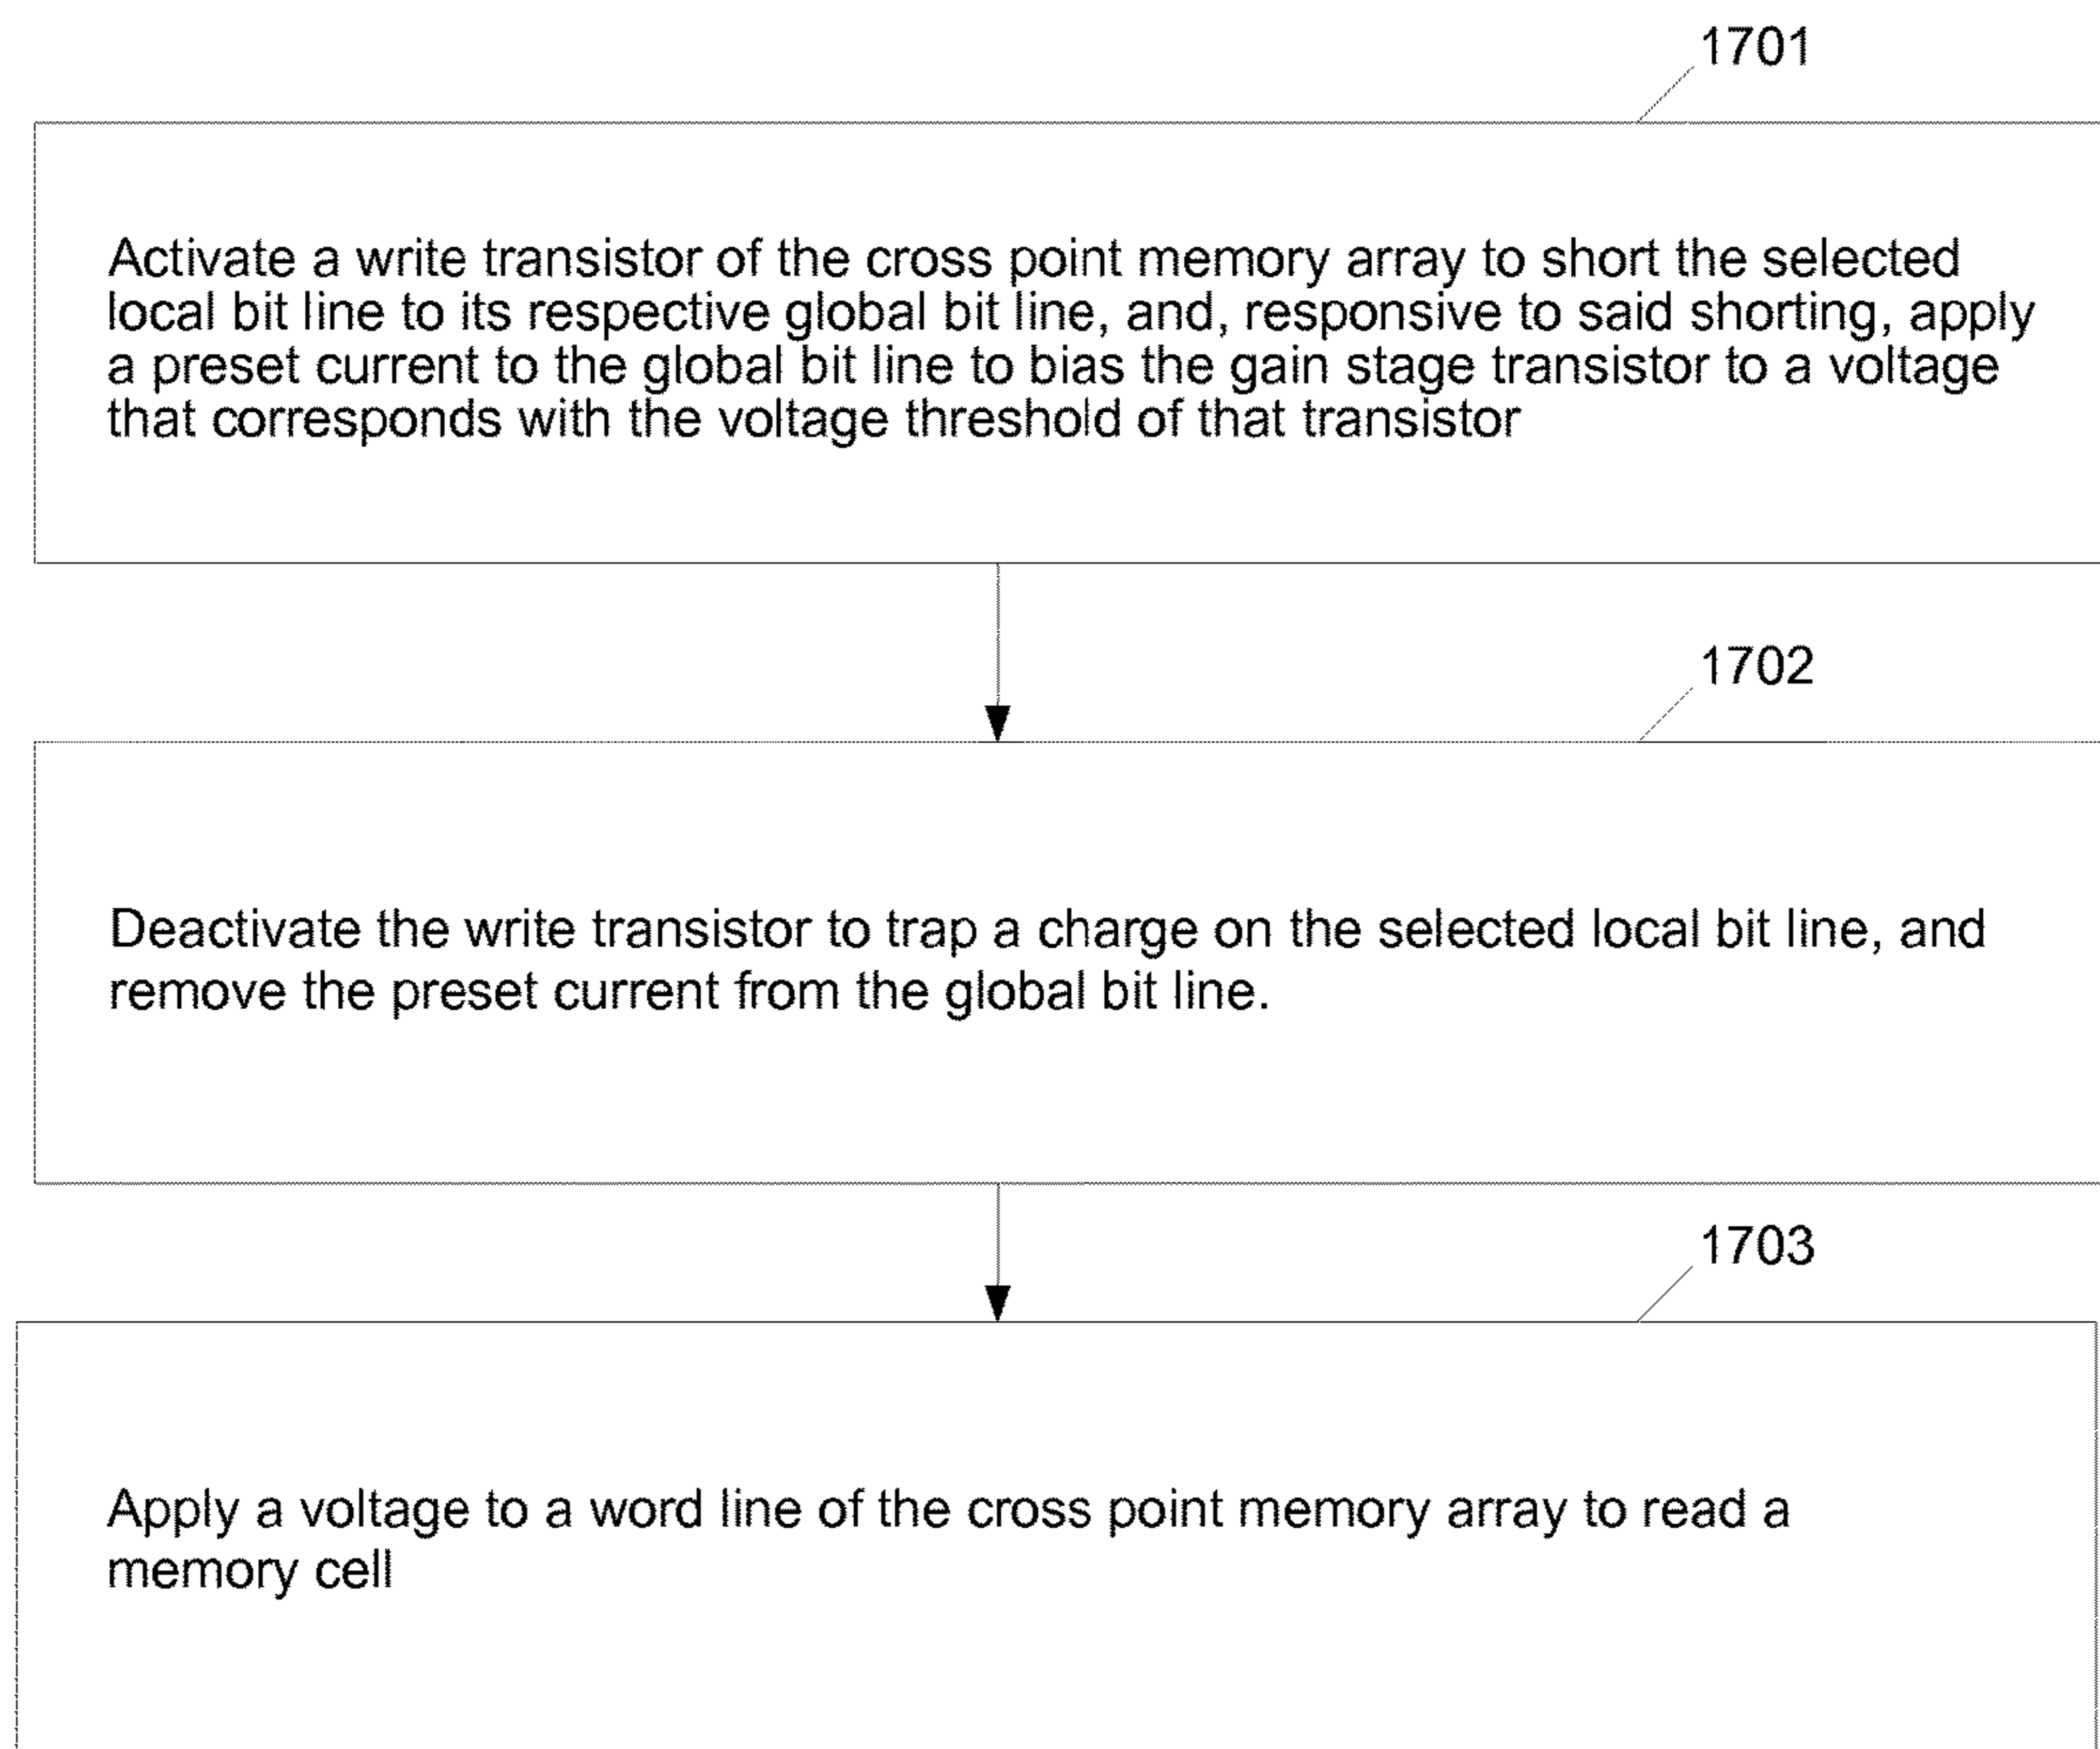 1701
Activate a write transistor of the cross point memory array to short the selected
local bit line to its respective global bit line, and, responsive to said shorting, apply
a preset current to the global bit line to bias the gain stage transistor to a voltage
that corresponds with the voltage threshold of that transistor
1702
Deactivate the write transistor to trap a charge on the selected local bit line, and
remove the preset current from the global bit line.
1703
Apply a voltage to a word line of the cross point memory array to read a
memory cell